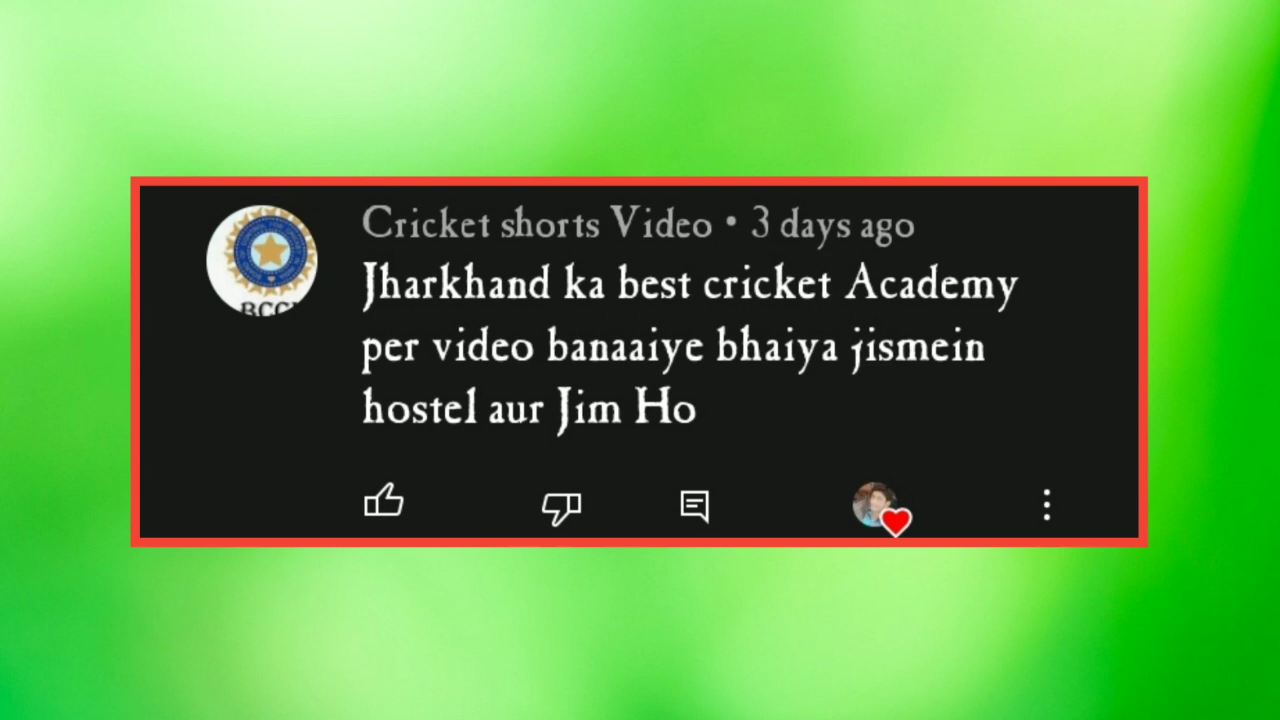 Cricket shorts Video • 3 days ago
Jharkhand ka best cricket Academy
per video banaaiye bhaiya jismein
hostel aur Jim Ho